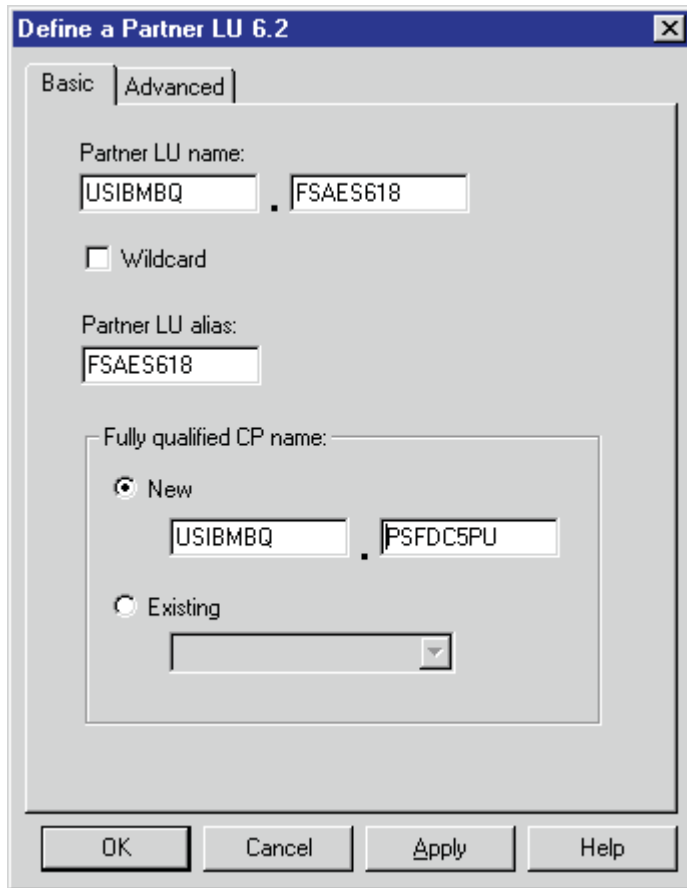 Define a Partner LU 6.2
Basic Advanced
Partner LU name:
USIBMBQ . FSAES618
Wildcard
Partner LU alias:
FSAES618
Fully qualified CP name:
New
USIBMBQ . PSFDC5PU
Existing
OK Cancel Apply Help